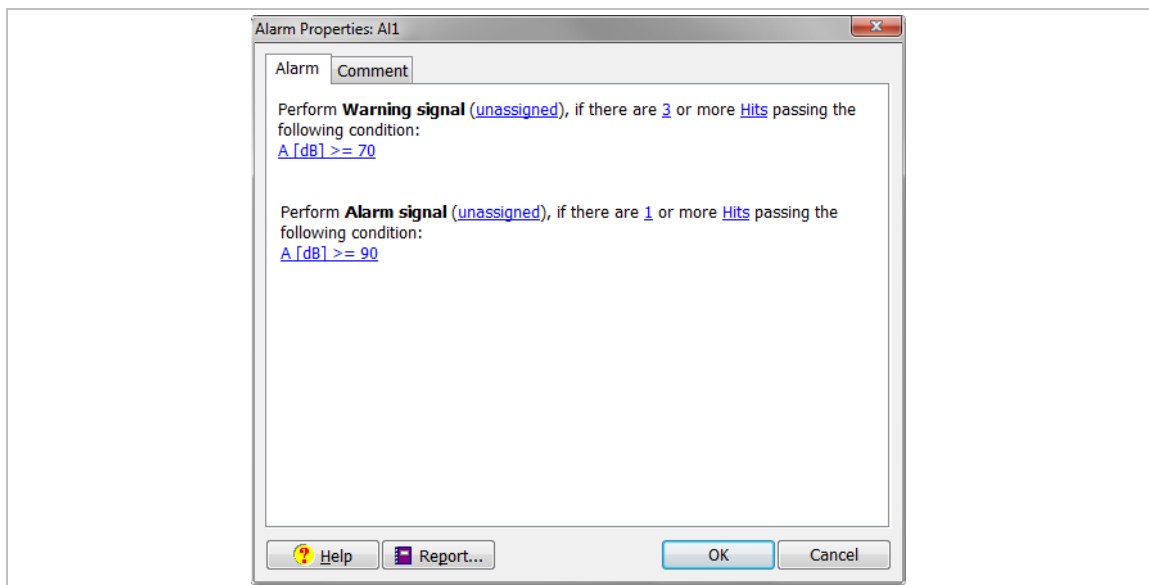 Alarm Properties: AI1
Alarm
Comment
Perform Warning signal (unassigned), if there are 3 or more Hits passing the
following condition:
A [dB] >= 70
Perform Alarm signal (unassigned), if there are 1 or more Hits passing the
following condition:
A [dB] >= 90
Help
Report...
OK
Cancel